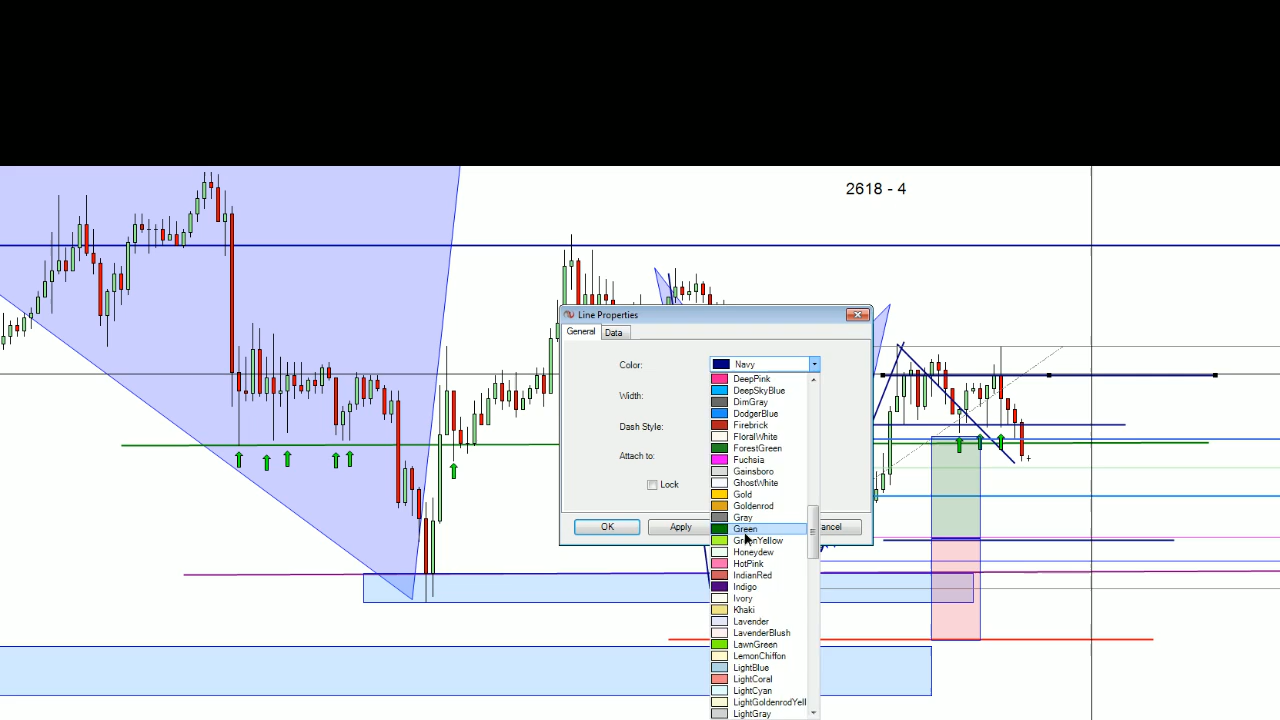 2618 - 4
Line Properties
General
Data
Color:
Navy
Width:
Dash Style:
Attach to:
Lock
OK
Apply
ancel
DeepPink
DeepSkyBlue
DimGray
DodgerBlue
Firebrick
FloralWhite
ForestGreen
Fuchsia
Gainsboro
GhostWhite
Gold
Goldenrod
Gray
Green
GreenYellow
Honeydew
HotPink
IndianRed
Indigo
Ivory
Khaki
Lavender
LavenderBlush
LawnGreen
LemonChiffon
LightBlue
LightCoral
LightCyan
LightGoldenrodYell
LightGray